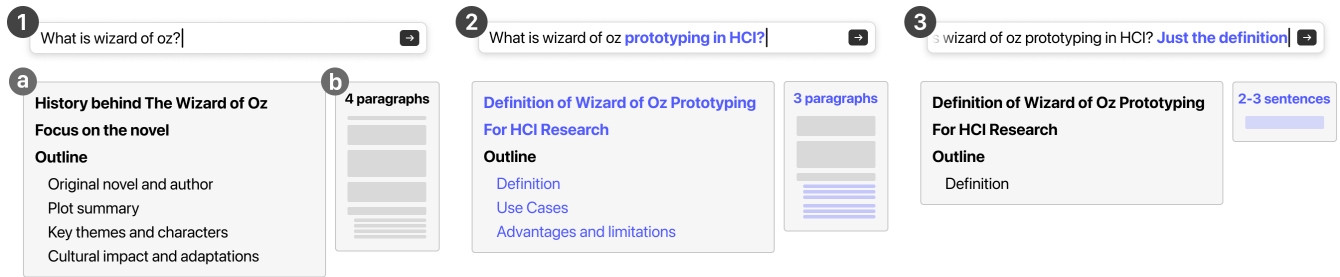 1
What is wizard of oz?
a
History behind The Wizard of Oz
Focus on the novel
Outline
Original novel and author
Plot summary
Key themes and characters
Cultural impact and adaptations
b
4 paragraphs
2
What is wizard of oz prototyping in HCI?
Definition of Wizard of Oz Prototyping
For HCI Research
Outline
Definition
Use Cases
Advantages and limitations
3 paragraphs
3
s wizard of oz prototyping in HCI? Just the definition
Definition of Wizard of Oz Prototyping
For HCI Research
Outline
Definition
2-3 sentences